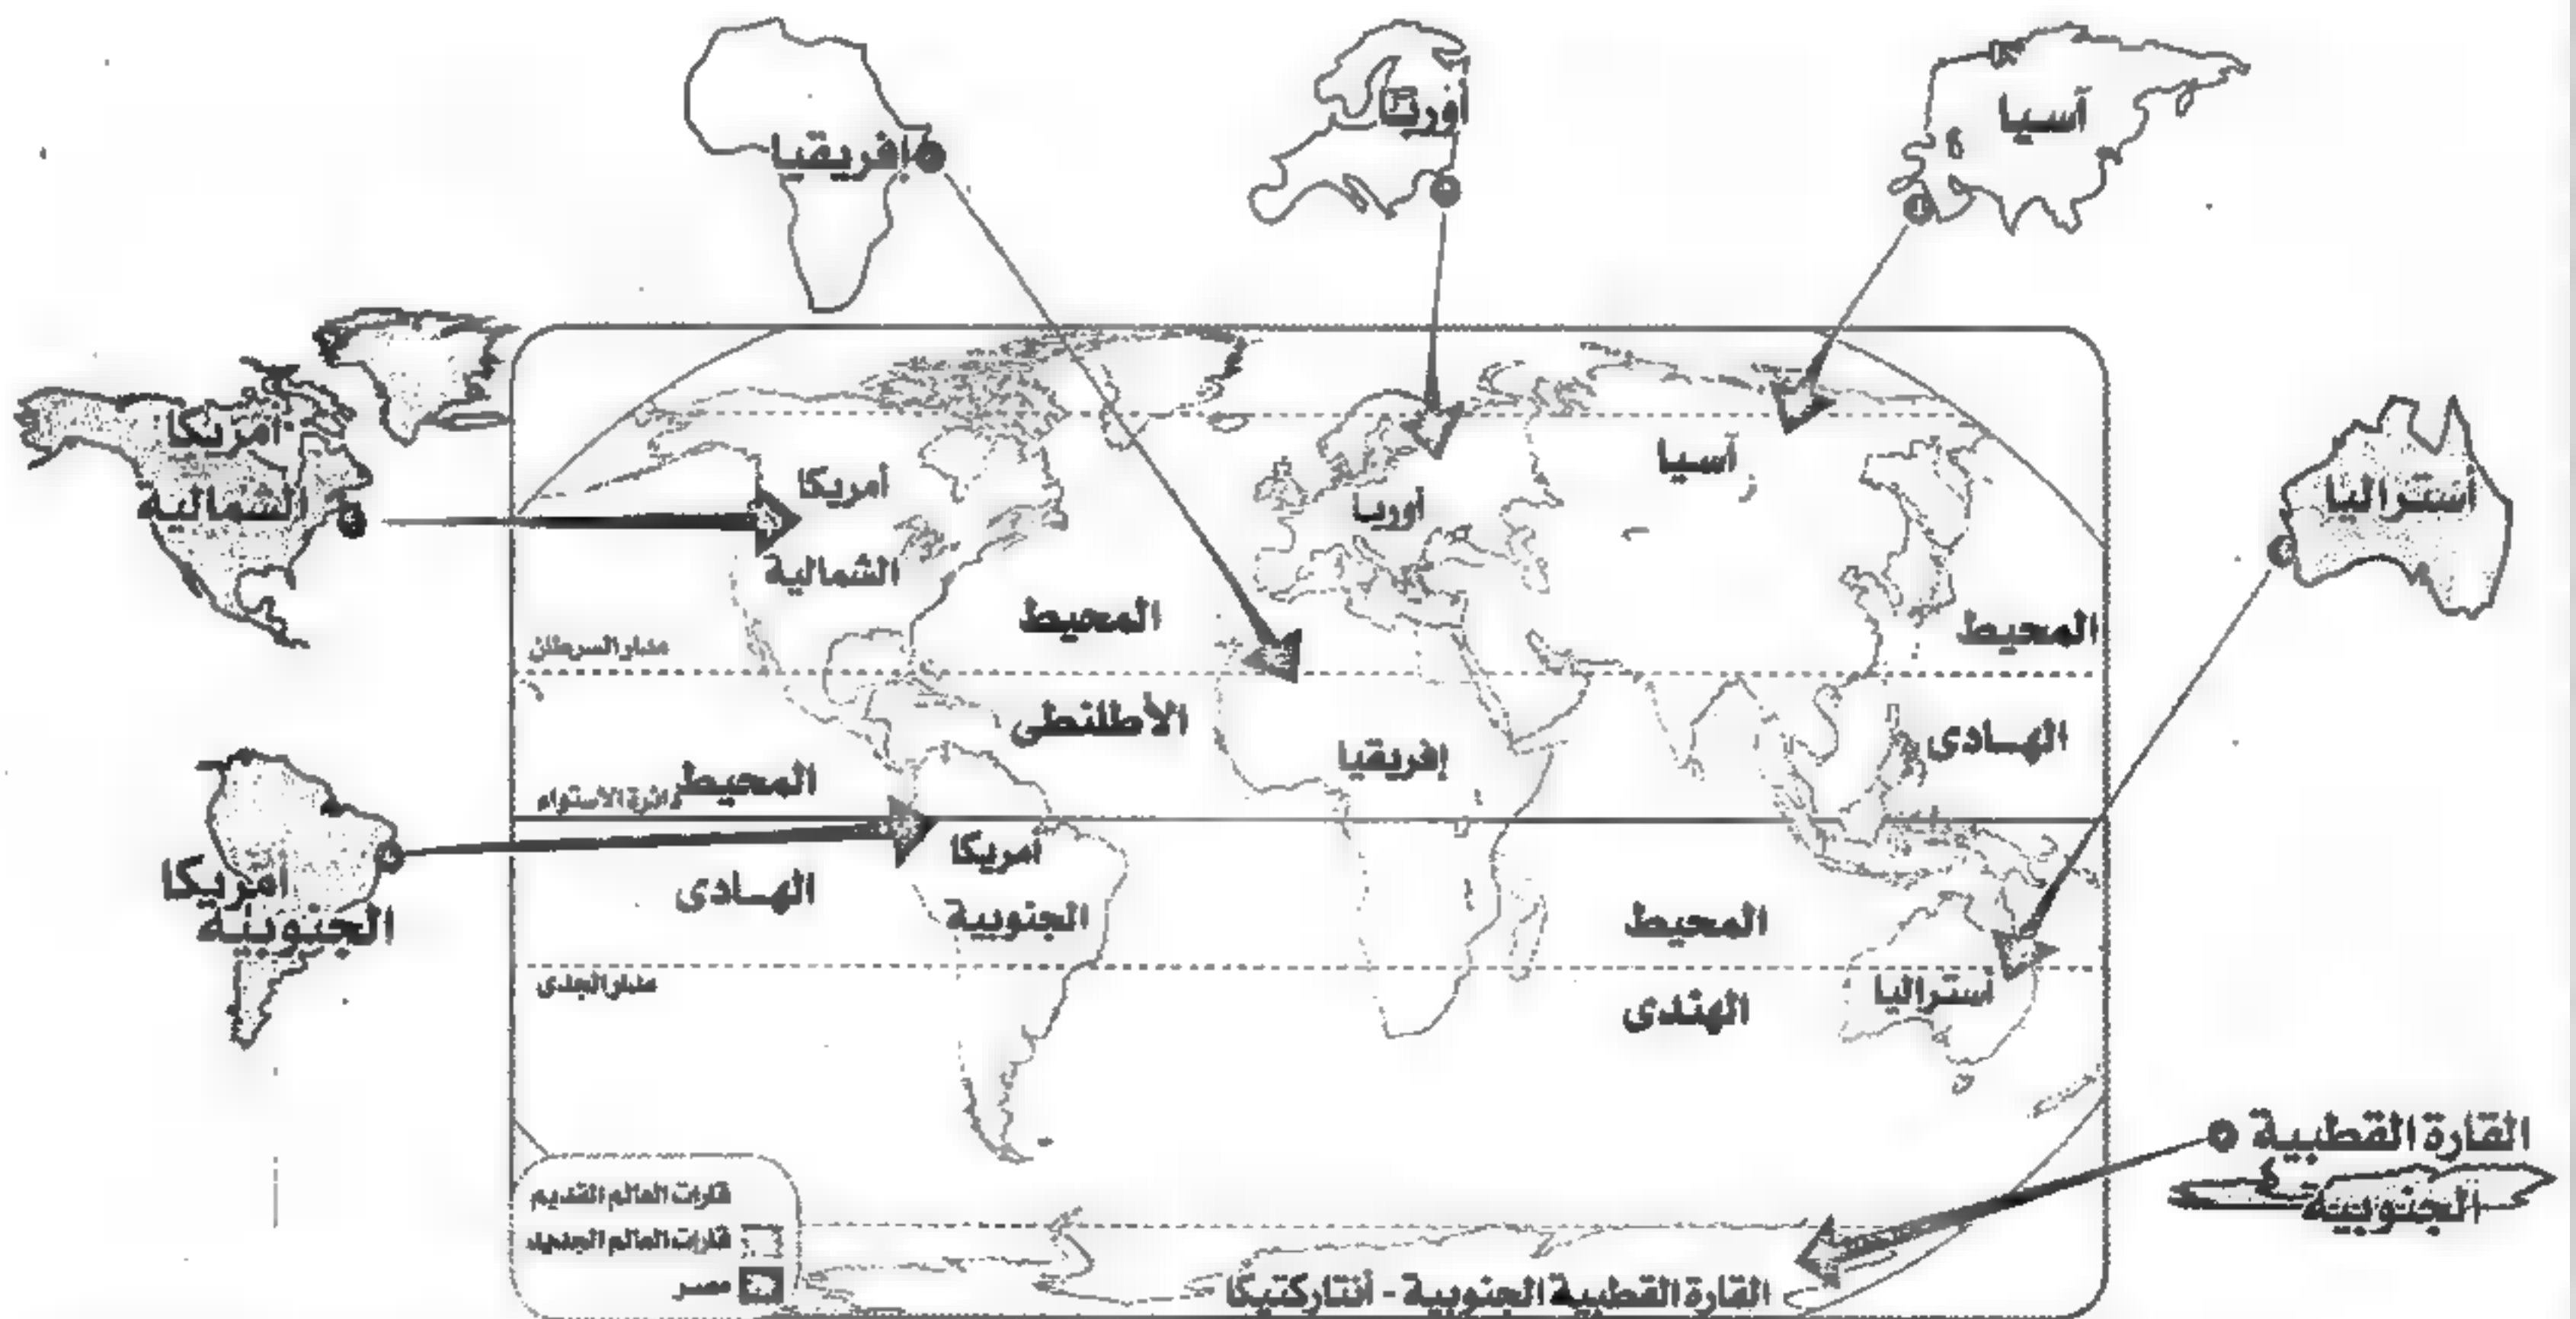 آسيا
أوربا
إفريقيا
أمريكا
الشمالية
أستراليا
أمريكا
الجنوبية
القارة القطبية
الجنوبية
أمريكا
الشمالية
أوربا
آسيا
المحيط
الأطلنطى
المحيط
الهادى
مدار السرطان
إفريقيا
المحيط
الهادى
دائرة الاستواء
أمريكا
الجنوبية
المحيط
الهندى
أستراليا
مدار الجدى
قارات العالم القديم
قارات العالم الجديد
مصر
القارة القطبية الجنوبية - أنتاركتيكا